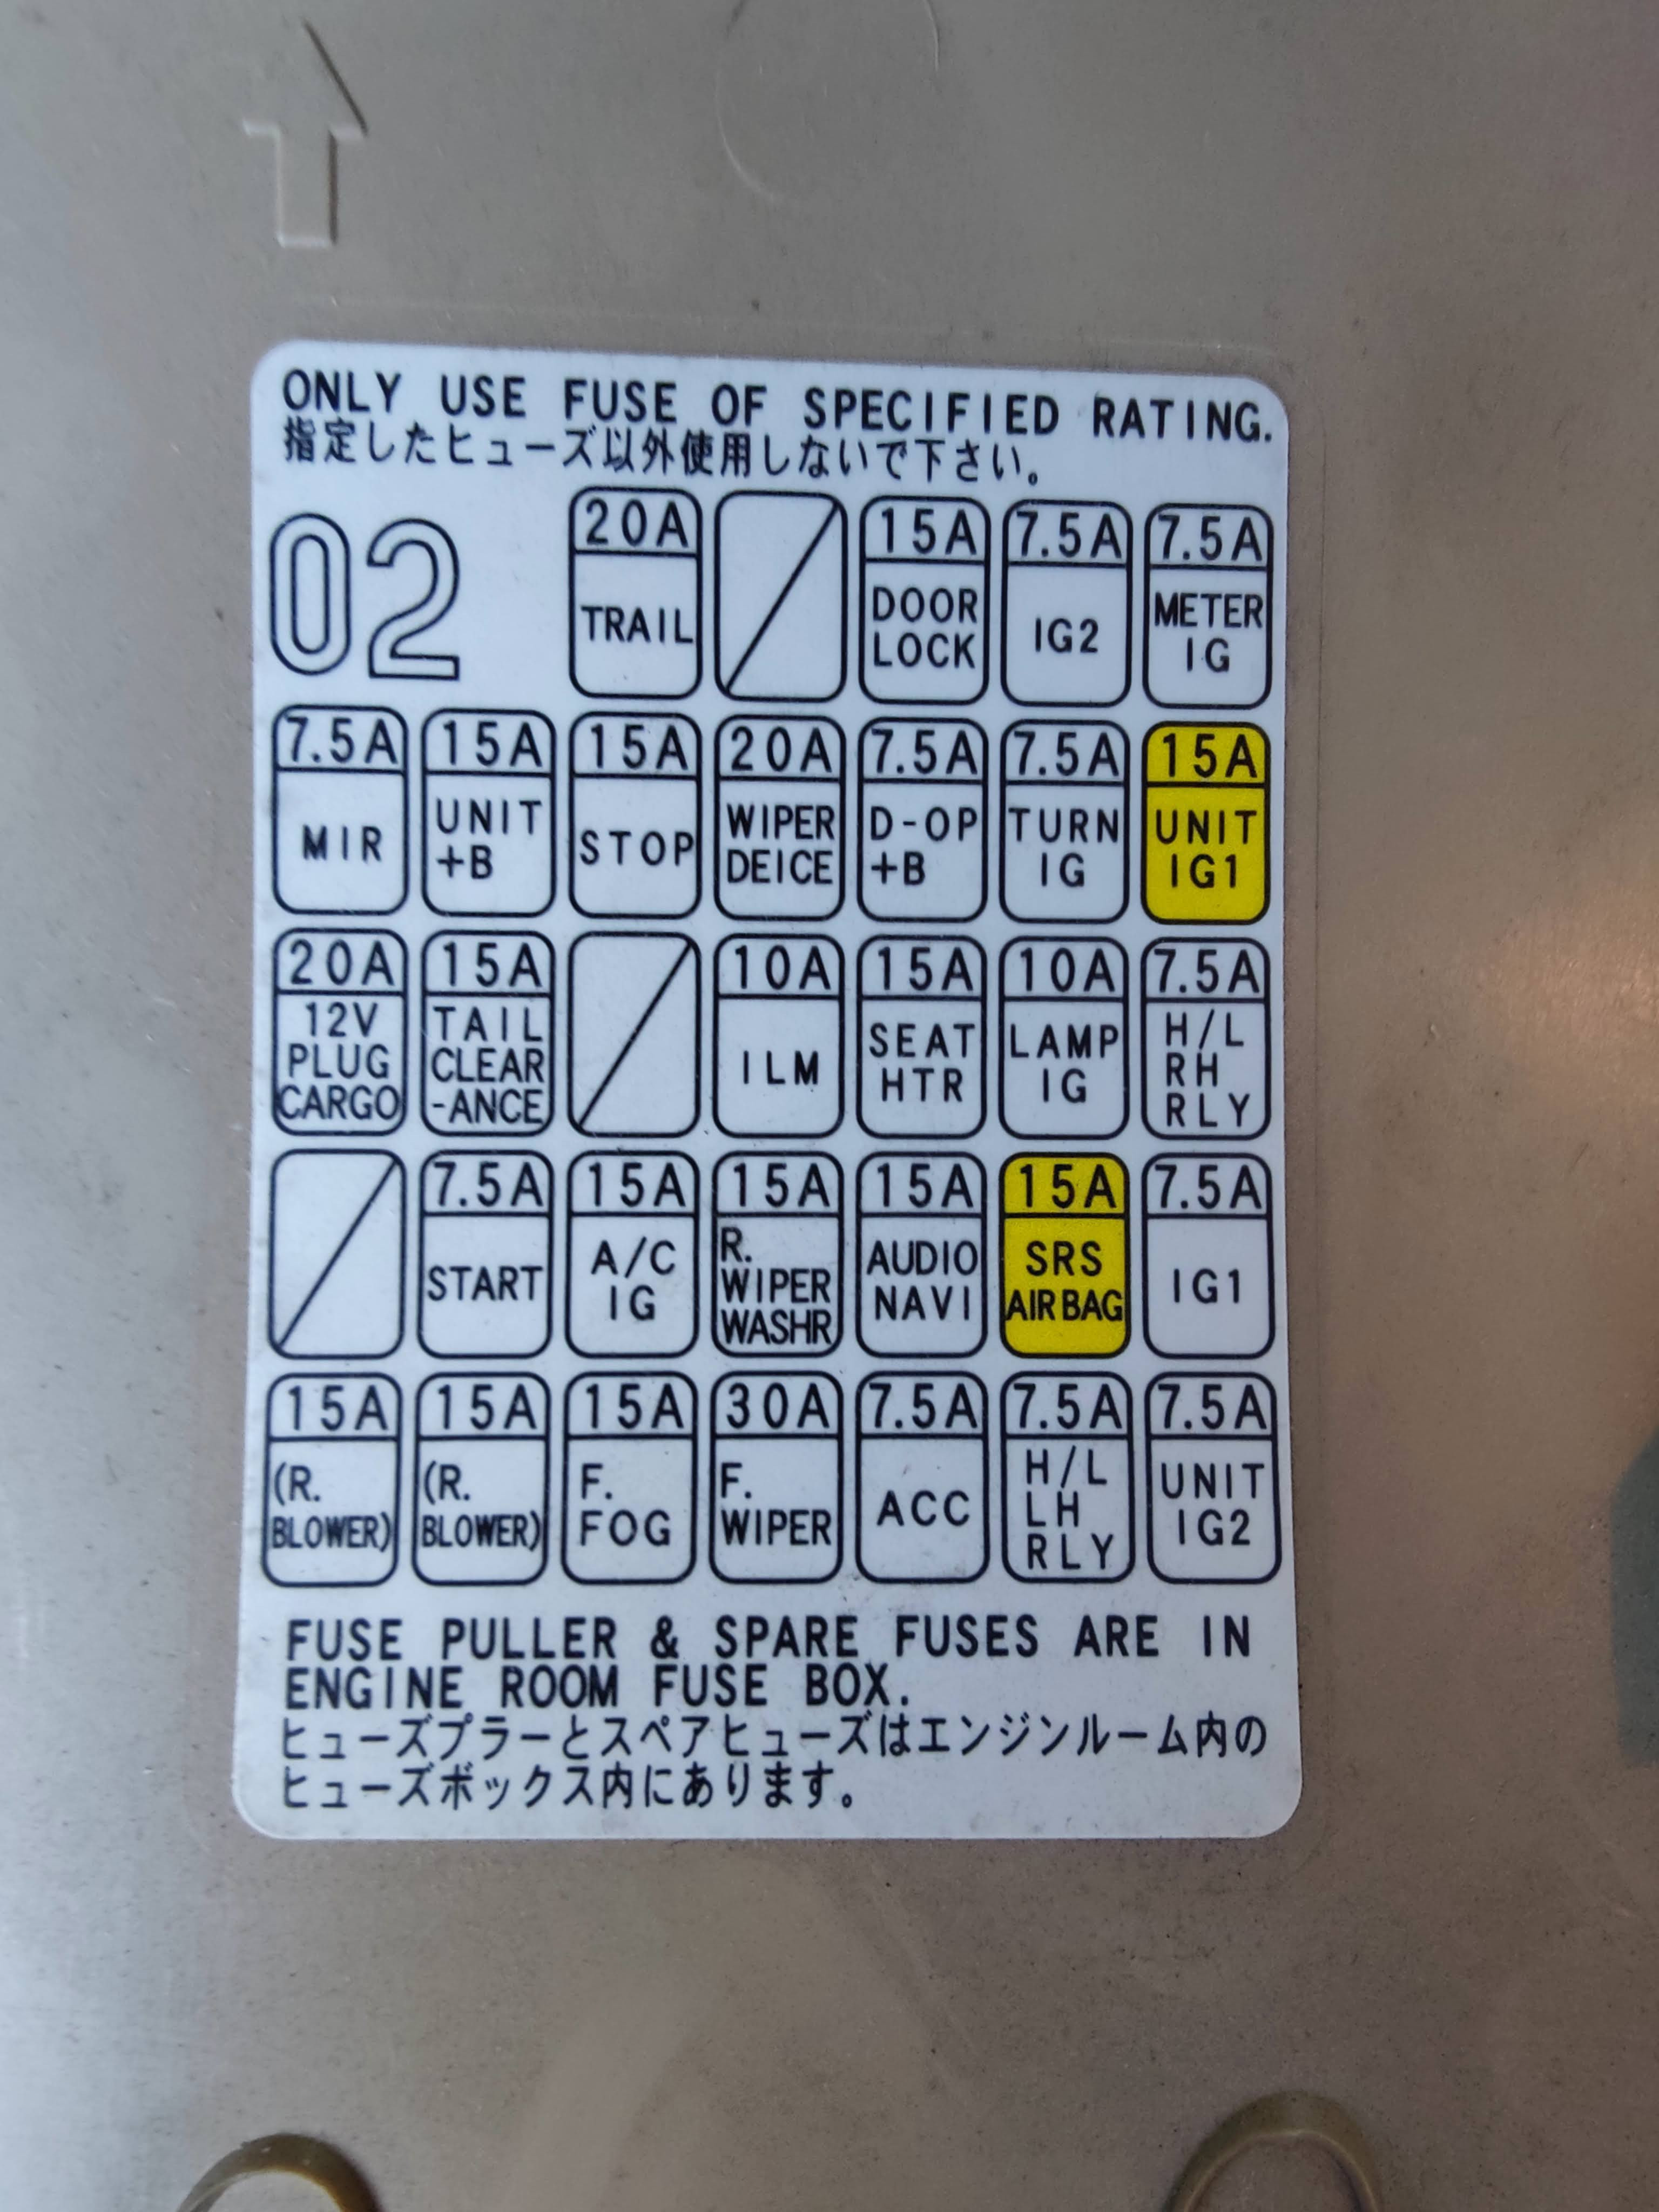 ONLY USE FUSE OF SPECIFIED RATING.
指定したヒューズ以外使用しないで下さい。
02
20A
TRAIL
15A
DOOR
LOCK
7.5A
IG2
7.5A
METER
IG
7.5A
MIR
15A
UNIT
+B
15A
STOP
20A
WIPER
DEICE
7.5A
D-OP
+B
7.5A
TURN
IG
15A
UNIT
IG1
20A
12V
PLUG
CARGO
15A
TAIL
CLEAR
-ANCE
10A
ILM
15A
SEAT
HTR
10A
LAMP
IG
7.5A
H/L
RH
RLY
7.5A
START
15A
A/C
IG
15A
R.
WIPER
WASHR
15A
AUDIO
NAVI
15A
SRS
AIRBAG
7.5A
IG1
15A
(R.
BLOWER)
15A
(R.
BLOWER)
15A
F.
FOG
30A
F.
WIPER
7.5A
ACC
7.5A
H/L
LH
RLY
7.5A
UNIT
IG2
FUSE PULLER & SPARE FUSES ARE IN
ENGINE ROOM FUSE BOX.
ヒューズプラーとスペアヒューズはエンジンルーム内の
ヒューズボックス内にあります。